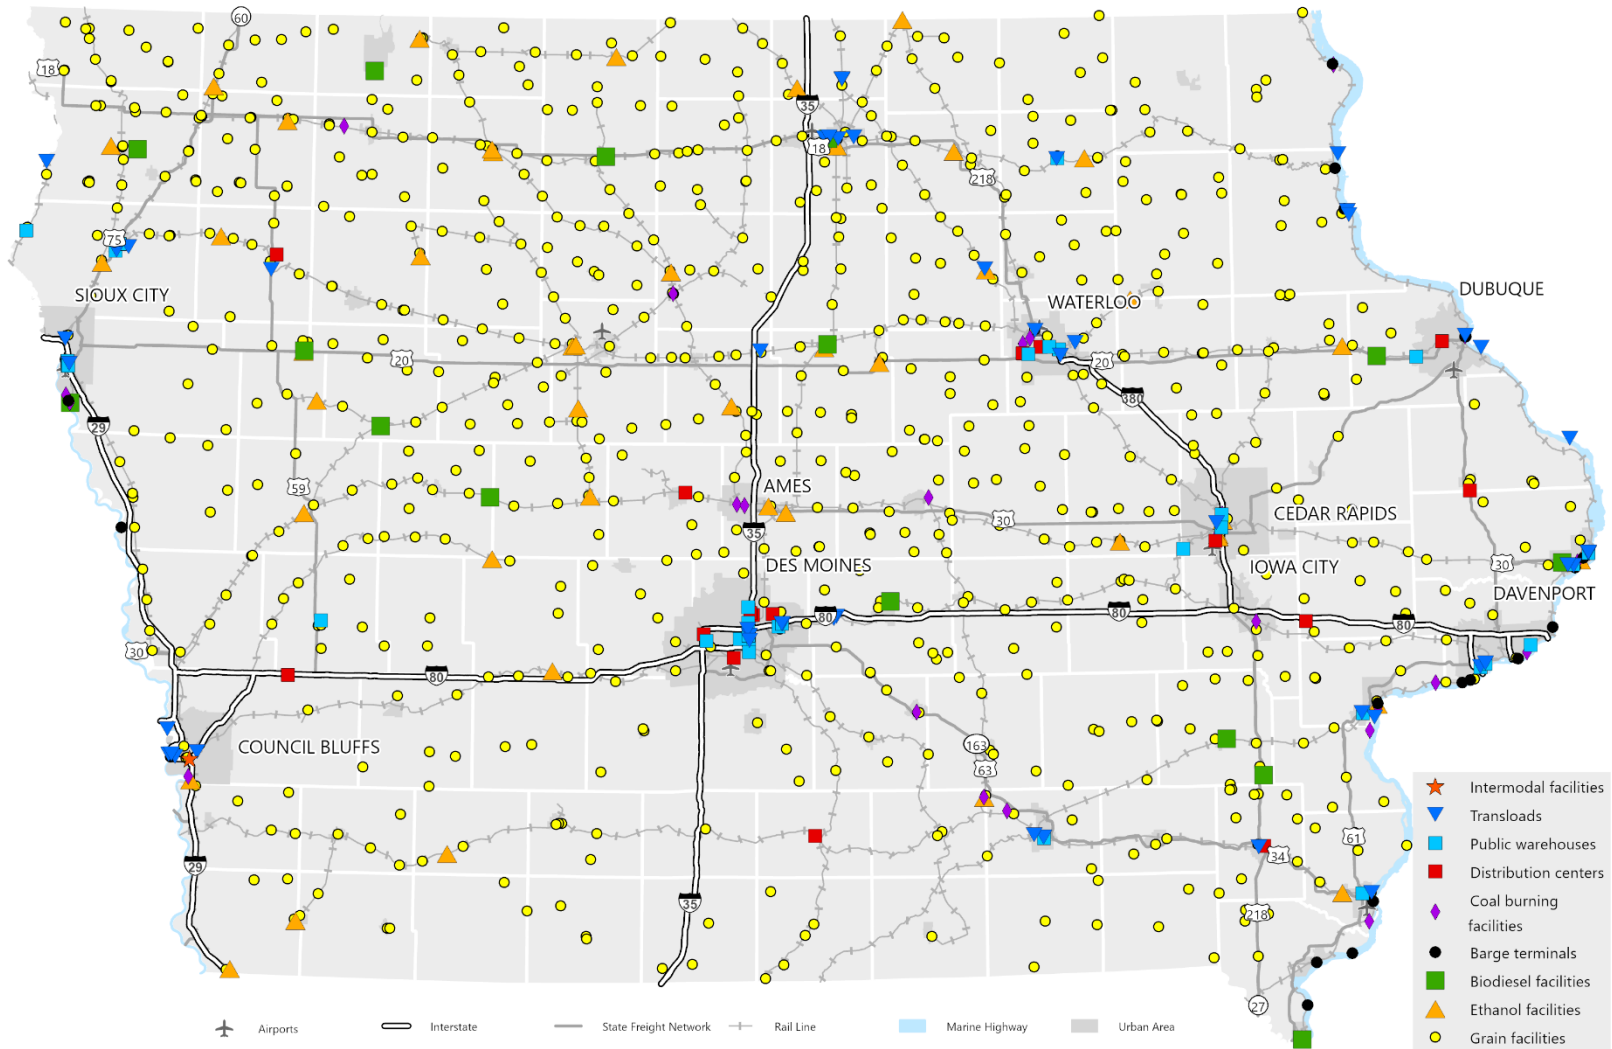 60
18
35
18
218
75
SIOUX CITY
WATERLOO
DUBUQUE
20
20
380
29
59
AMES
35
30
CEDAR RAPIDS
DES MOINES
IOWA CITY
30
DAVENPORT
80
80
80
30
80
163
63
COUNCIL BLUFFS
61
34
29
35
218
27
Intermodal facilities
Transloads
Public warehouses
Distribution centers
Coal burning
facilities
Barge terminals
Biodiesel facilities
Ethanol facilities
Grain facilities
Airports
Interstate
State Freight Network
Rail Line
Marine Highway
Urban Area